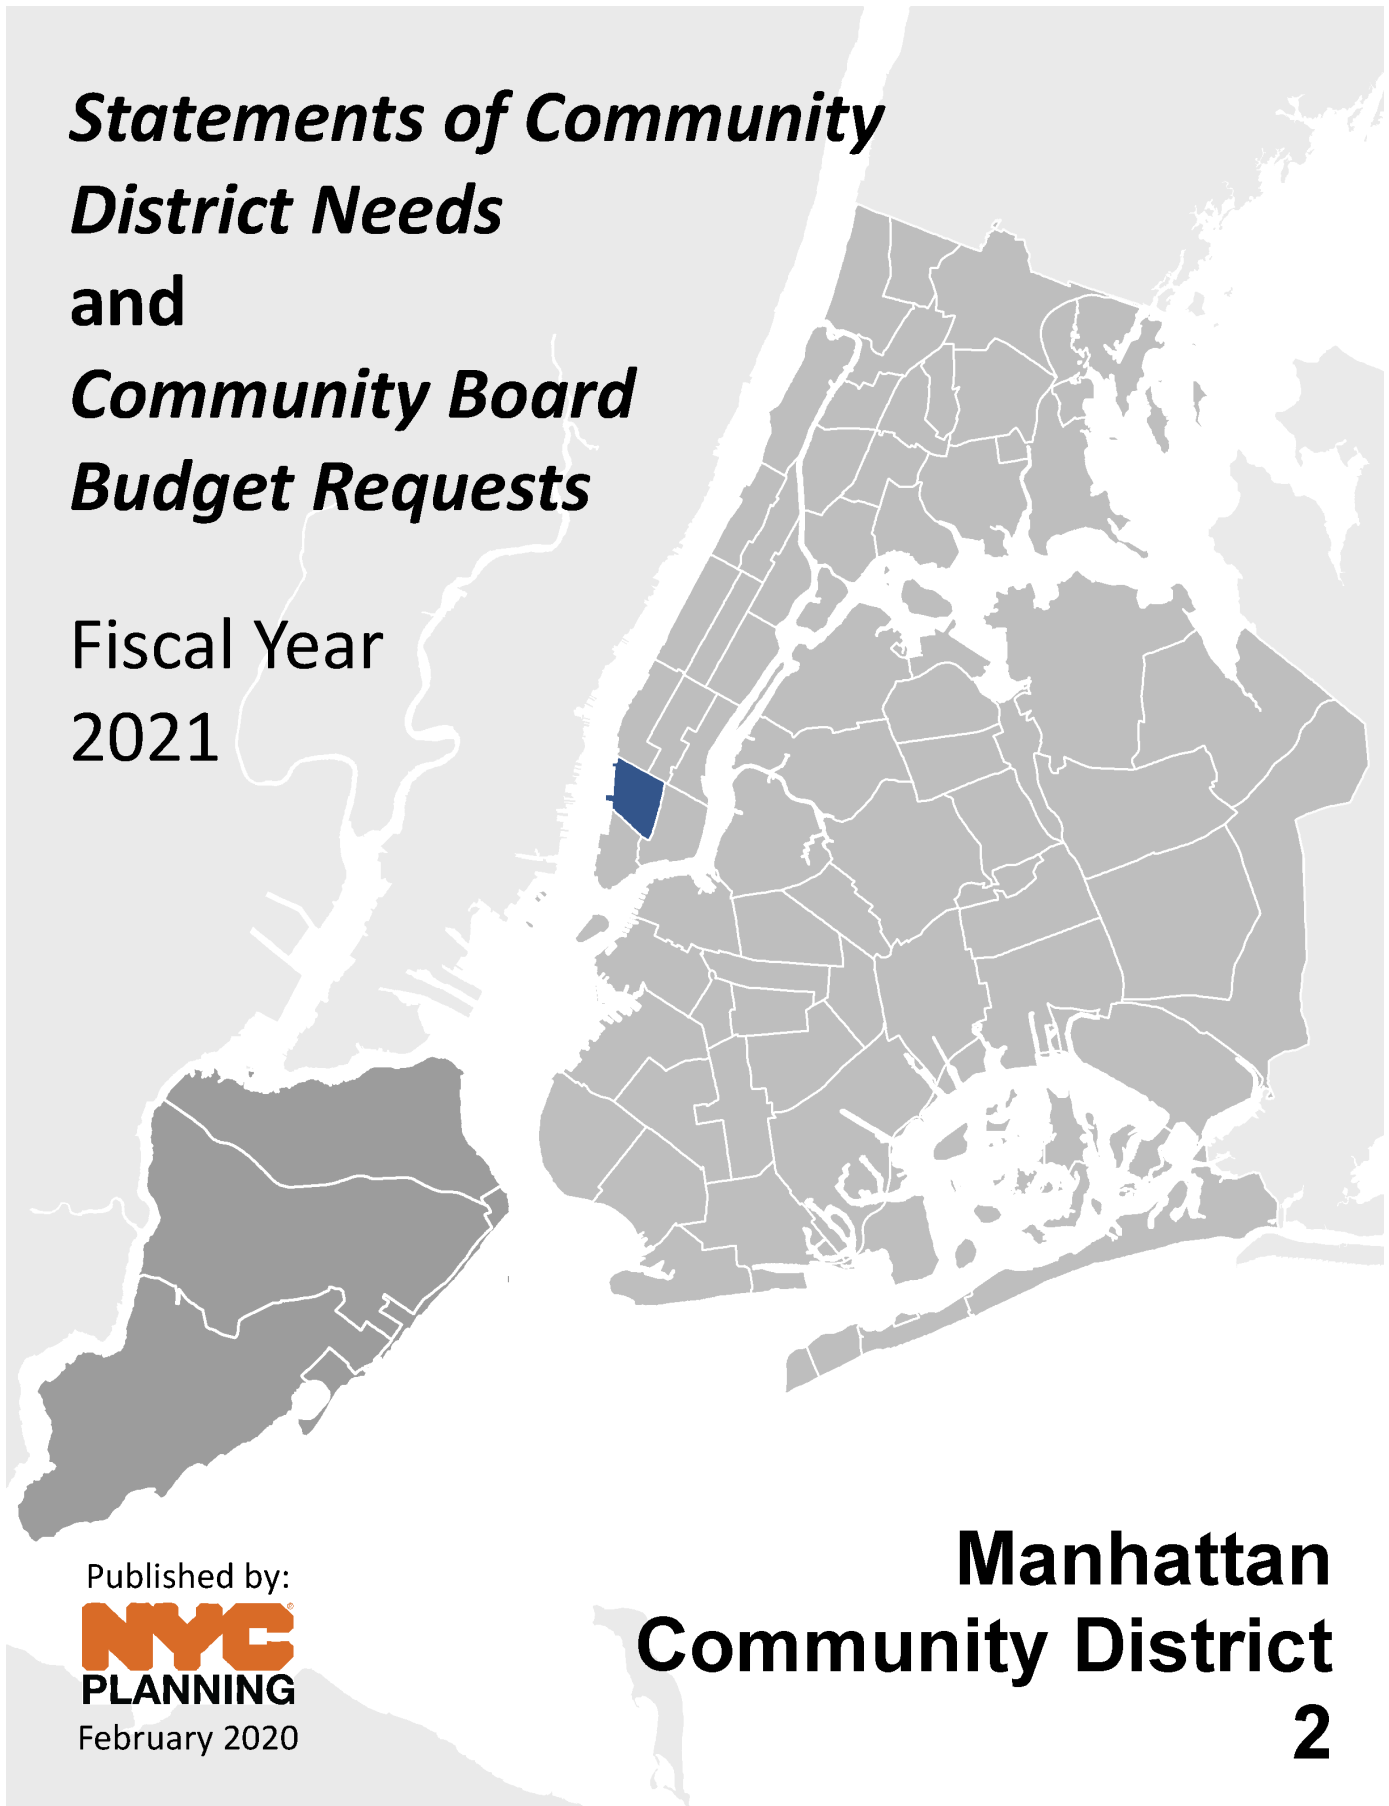 Statements of Community
District Needs
and
Community Board
Budget Requests
Fiscal Year
2021
Published by:
NYC®
PLANNING
February 2020
Manhattan
Community District
2